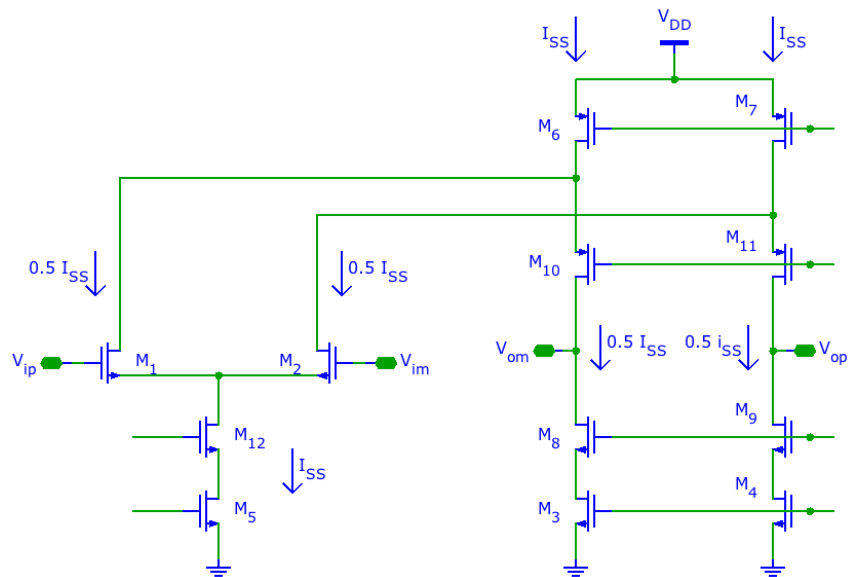 I_SS
V_DD
I_SS
M_6
M_7
0.5 I_SS
0.5 I_SS
M_10
M_11
V_ip
M_1
M_2
V_im
V_om
0.5 I_SS
0.5 i_SS
V_op
M_12
M_8
M_9
I_SS
M_5
M_3
M_4